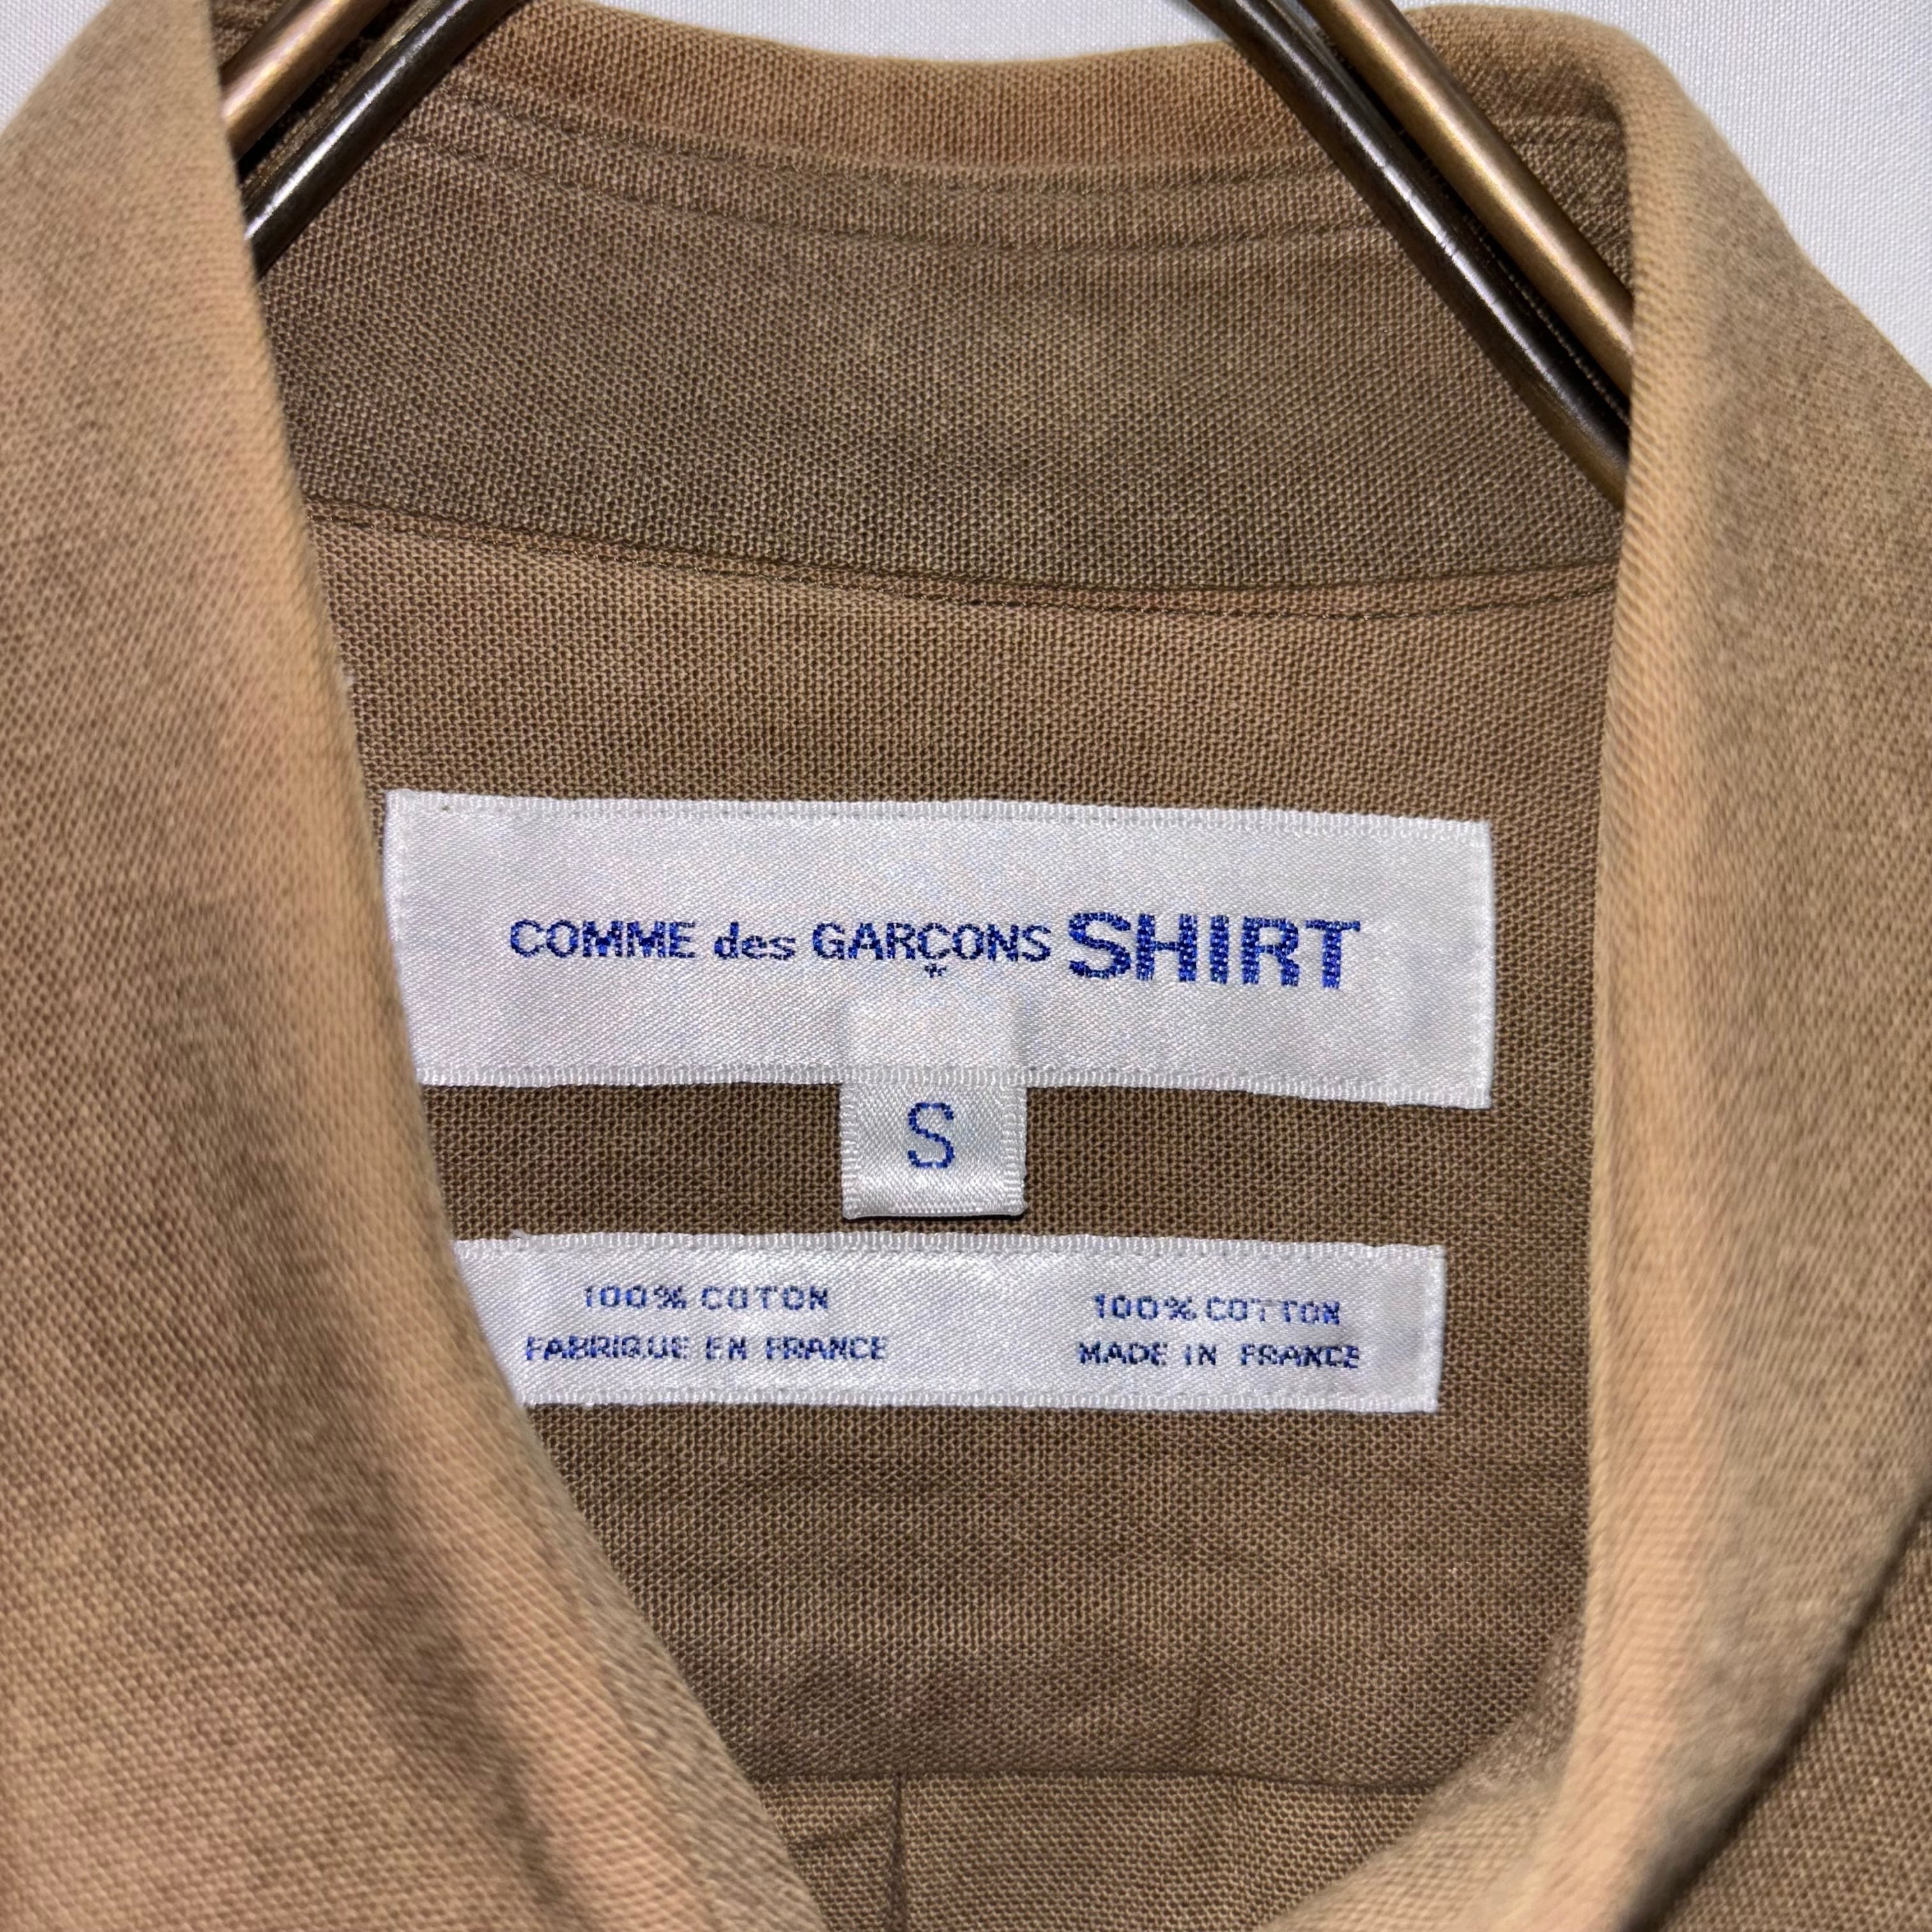 COMME des GARÇONS SHIRT
S
100% COTON
FABRIQUE EN FRANCE
100% COTTON
MADE IN FRANCE